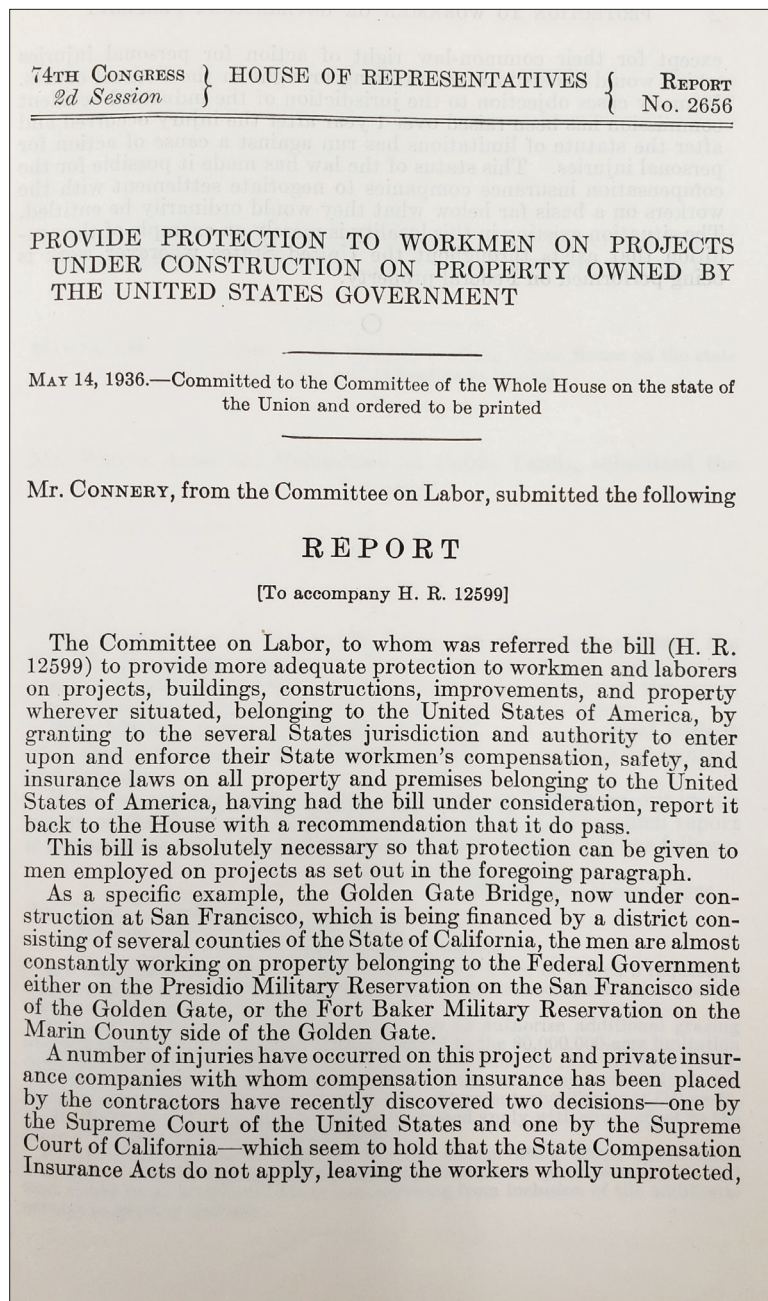 74TH CONGRESS } HOUSE OF REPRESENTATIVES { REPORT
2d Session } { No. 2656
PROVIDE PROTECTION TO WORKMEN ON PROJECTS
UNDER CONSTRUCTION ON PROPERTY OWNED BY
THE UNITED STATES GOVERNMENT
MAY 14, 1936.—Committed to the Committee of the Whole House on the state of
the Union and ordered to be printed
Mr. CONNERY, from the Committee on Labor, submitted the following
REPORT
[To accompany H. R. 12599]
The Committee on Labor, to whom was referred the bill (H. R.
12599) to provide more adequate protection to workmen and laborers
on projects, buildings, constructions, improvements, and property
wherever situated, belonging to the United States of America, by
granting to the several States jurisdiction and authority to enter
upon and enforce their State workmen's compensation, safety, and
insurance laws on all property and premises belonging to the United
States of America, having had the bill under consideration, report it
back to the House with a recommendation that it do pass.
This bill is absolutely necessary so that protection can be given to
men employed on projects as set out in the foregoing paragraph.
As a specific example, the Golden Gate Bridge, now under con-
struction at San Francisco, which is being financed by a district con-
sisting of several counties of the State of California, the men are almost
constantly working on property belonging to the Federal Government
either on the Presidio Military Reservation on the San Francisco side
of the Golden Gate, or the Fort Baker Military Reservation on the
Marin County side of the Golden Gate.
A number of injuries have occurred on this project and private insur-
ance companies with whom compensation insurance has been placed
by the contractors have recently discovered two decisions—one by
the Supreme Court of the United States and one by the Supreme
Court of California—which seem to hold that the State Compensation
Insurance Acts do not apply, leaving the workers wholly unprotected,